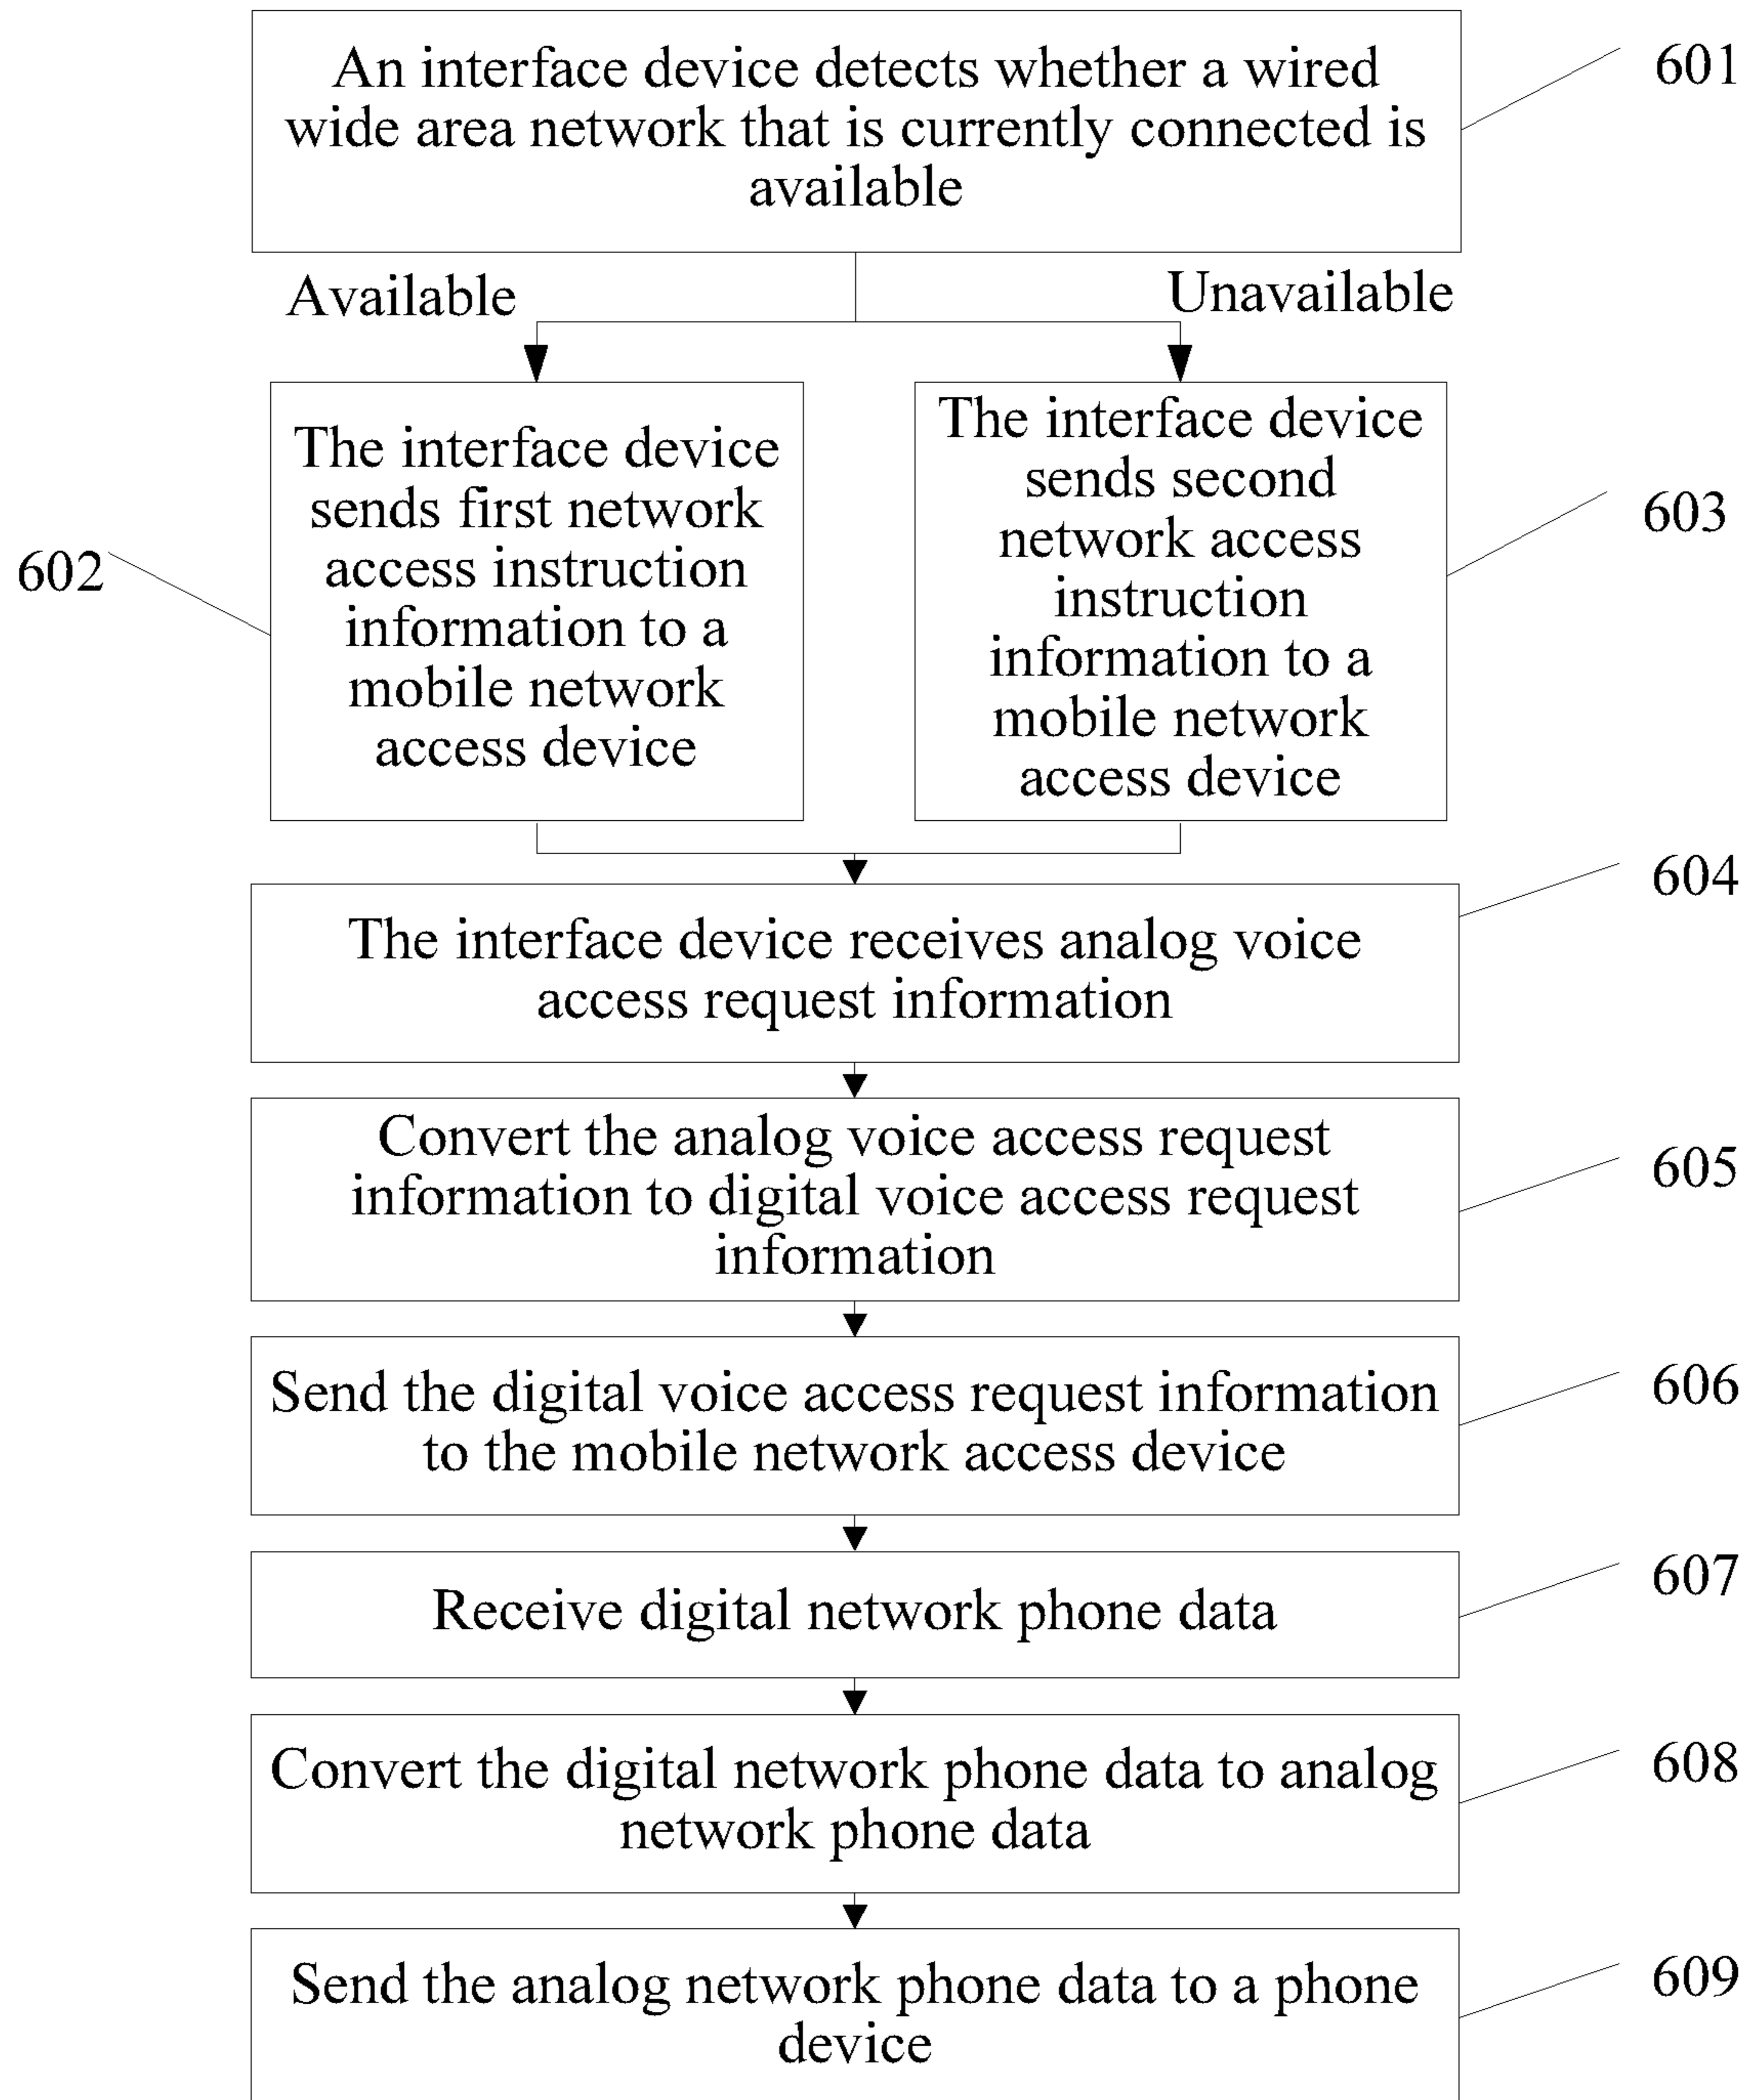 An interface device detects whether a wired
wide area network that is currently connected is
available
601
Available
Unavailable
The interface device
sends first network
access instruction
information to a
mobile network
access device
602
The interface device
sends second
network access
instruction
information to a
mobile network
access device
603
The interface device receives analog voice
access request information
604
Convert the analog voice access request
information to digital voice access request
information
605
Send the digital voice access request information
to the mobile network access device
606
Receive digital network phone data
607
Convert the digital network phone data to analog
network phone data
608
Send the analog network phone data to a phone
device
609